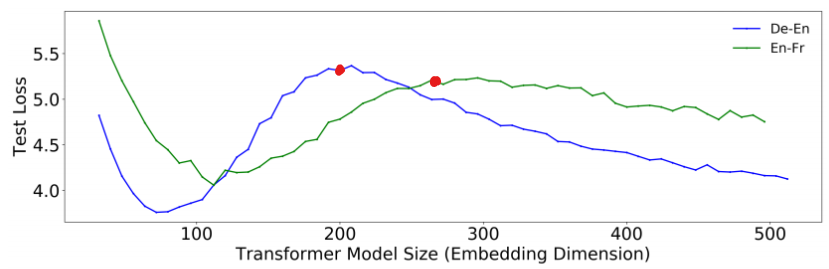 De-En
En-Fr
5.5
5.0
4.5
4.0
Test Loss
100 200 300 400 500
Transformer Model Size (Embedding Dimension)